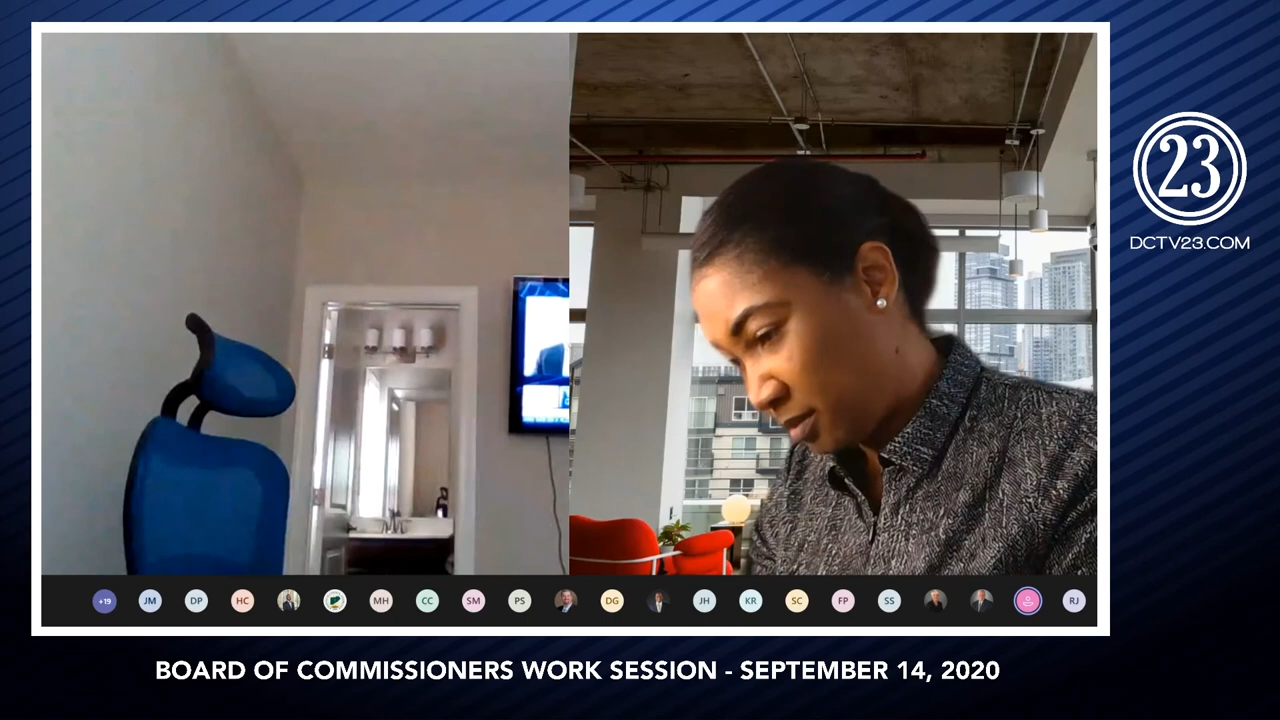 23
DCTV23.COM
+19 JM DP HC MH CC SM PS DG JH KR SC FP SS RJ
BOARD OF COMMISSIONERS WORK SESSION - SEPTEMBER 14, 2020